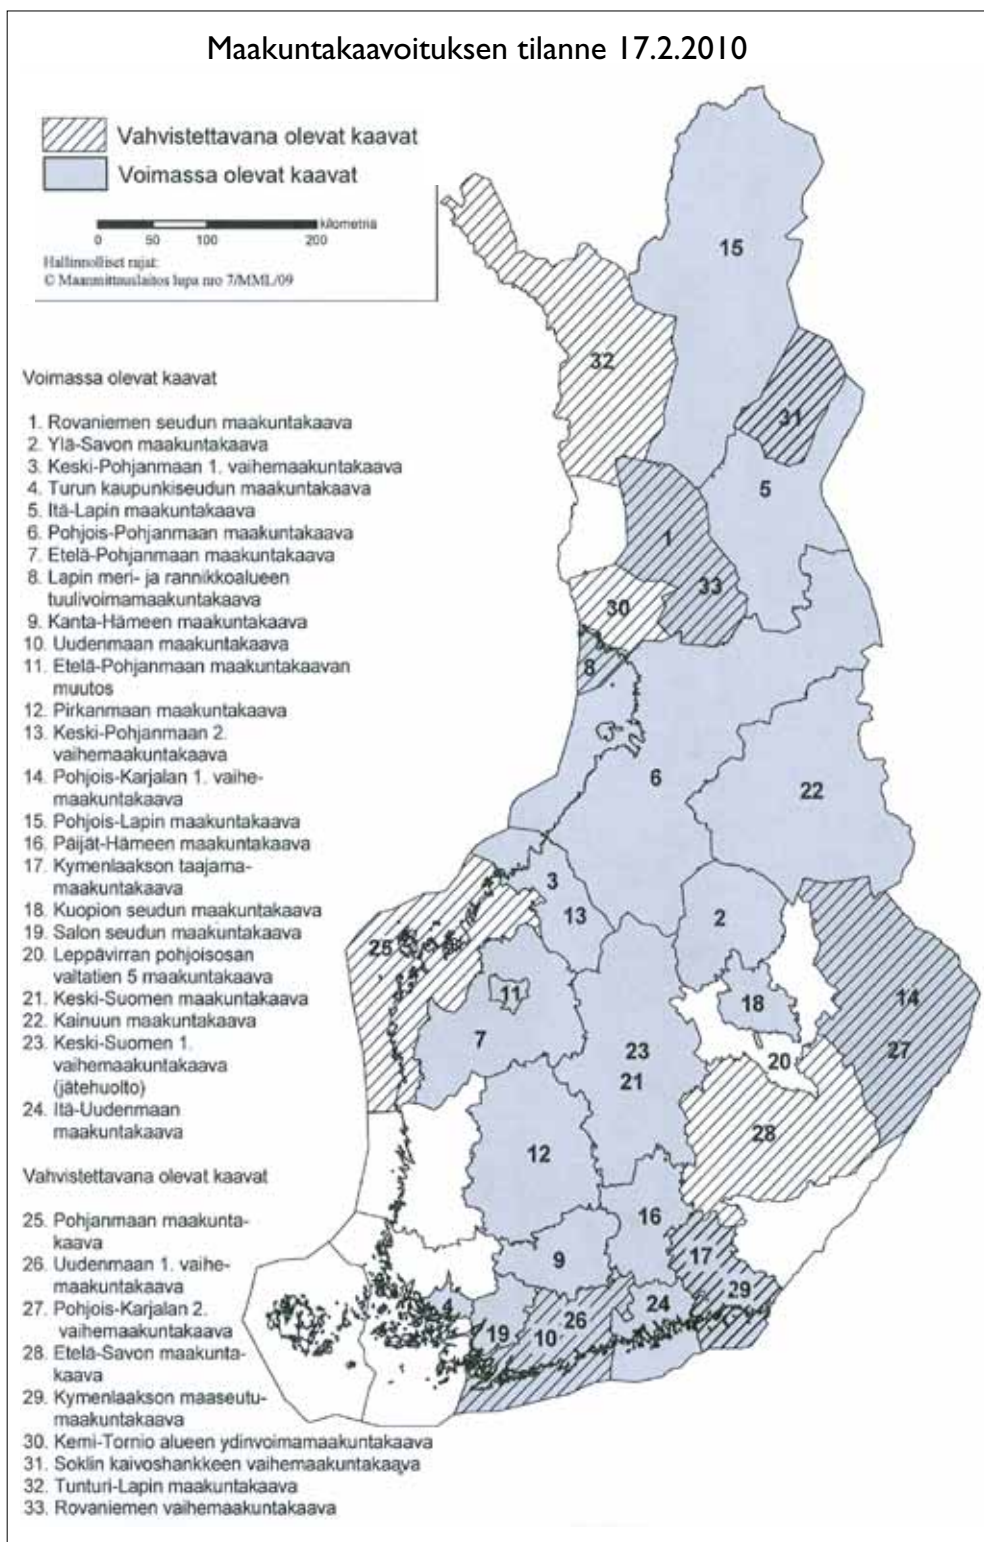 Maakuntakaavoituksen tilanne 17.2.2010
Vahvistettavana olevat kaavat
Voimassa olevat kaavat
kilometriä
0 50 100 200
Hallinnolliset rajat:
© Maanmittauslaitos lupa nro 7/MML/09
Voimassa olevat kaavat
1. Rovaniemen seudun maakuntakaava
2. Ylä-Savon maakuntakaava
3. Keski-Pohjanmaan 1. vaihemaakuntakaava
4. Turun kaupunkiseudun maakuntakaava
5. Itä-Lapin maakuntakaava
6. Pohjois-Pohjanmaan maakuntakaava
7. Etelä-Pohjanmaan maakuntakaava
8. Lapin meri- ja rannikkoalueen
tuulivoimamaakuntakaava
9. Kanta-Hämeen maakuntakaava
10. Uudenmaan maakuntakaava
11. Etelä-Pohjanmaan maakuntakaavan
muutos
12. Pirkanmaan maakuntakaava
13. Keski-Pohjanmaan 2.
vaihemaakuntakaava
14. Pohjois-Karjalan 1. vaihe-
maakuntakaava
15. Pohjois-Lapin maakuntakaava
16. Päijät-Hämeen maakuntakaava
17. Kymenlaakson taajama-
maakuntakaava
18. Kuopion seudun maakuntakaava
19. Salon seudun maakuntakaava
20. Leppävirran pohjoisosan
valtatien 5 maakuntakaava
21. Keski-Suomen maakuntakaava
22. Kainuun maakuntakaava
23. Keski-Suomen 1.
vaihemaakuntakaava
(jätehuolto)
24. Itä-Uudenmaan
maakuntakaava
Vahvistettavana olevat kaavat
25. Pohjanmaan maakunta-
kaava
26. Uudenmaan 1. vaihe-
maakuntakaava
27. Pohjois-Karjalan 2.
vaihemaakuntakaava
28. Etelä-Savon maakunta-
kaava
29. Kymenlaakson maaseutu-
maakuntakaava
30. Kemi-Tornio alueen ydinvoimamaakuntakaava
31. Soklin kaivoshankkeen vaihemaakuntakaava
32. Tunturi-Lapin maakuntakaava
33. Rovaniemen vaihemaakuntakaava
15
32
31
5
1
33
30
8
6
22
3
13
2
25
11
18
14
7
23
20
27
21
28
12
16
9
17
29
4
19
10
26
24